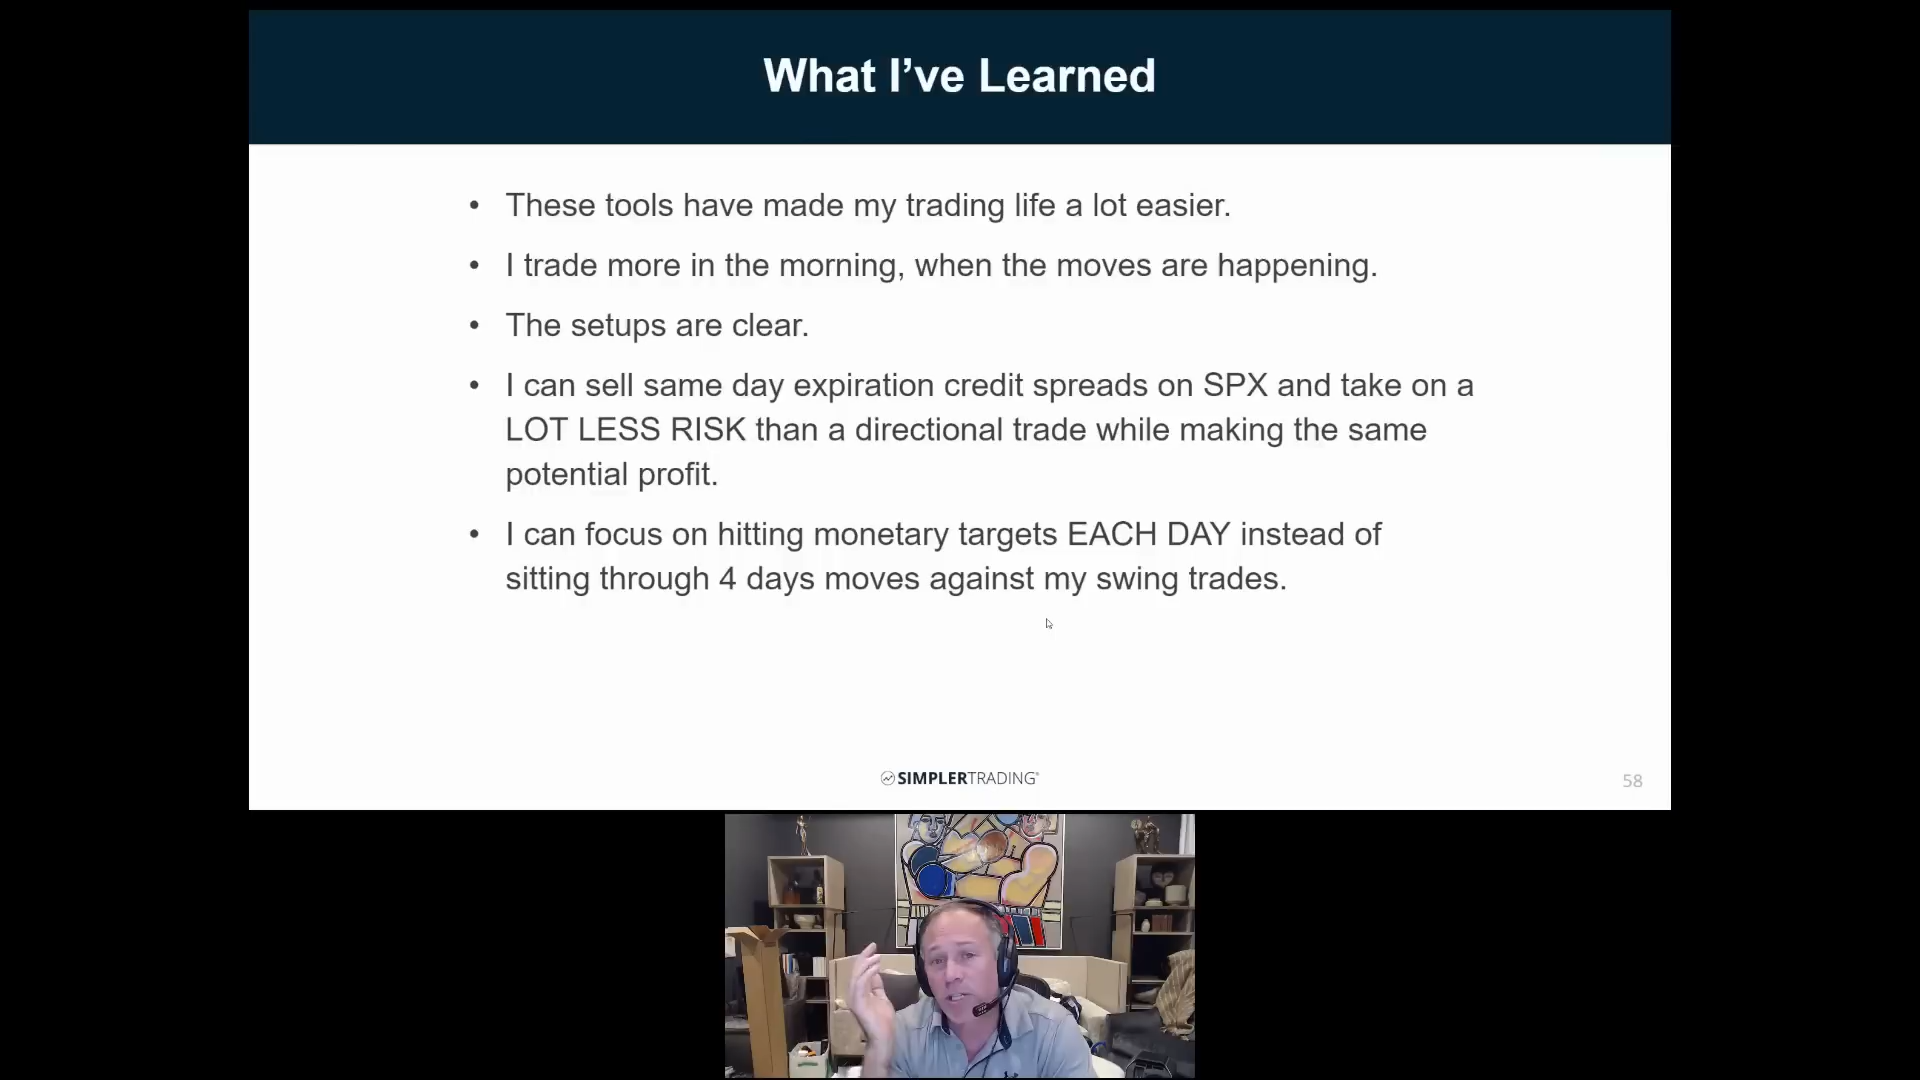 What I’ve Learned
• These tools have made my trading life a lot easier.
• I trade more in the morning, when the moves are happening.
• The setups are clear.
• I can sell same day expiration credit spreads on SPX and take on a
LOT LESS RISK than a directional trade while making the same
potential profit.
• I can focus on hitting monetary targets EACH DAY instead of
sitting through 4 days moves against my swing trades.
SIMPLERTRADING
58